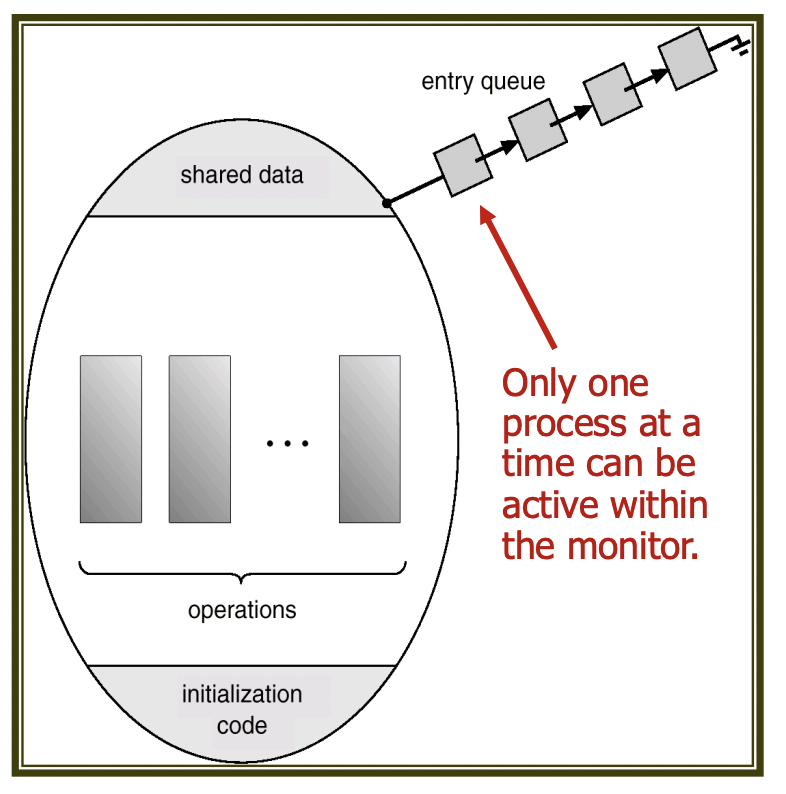 entry queue
shared data
Only one
process at a
time can be
active within
the monitor.
...
operations
initialization
code